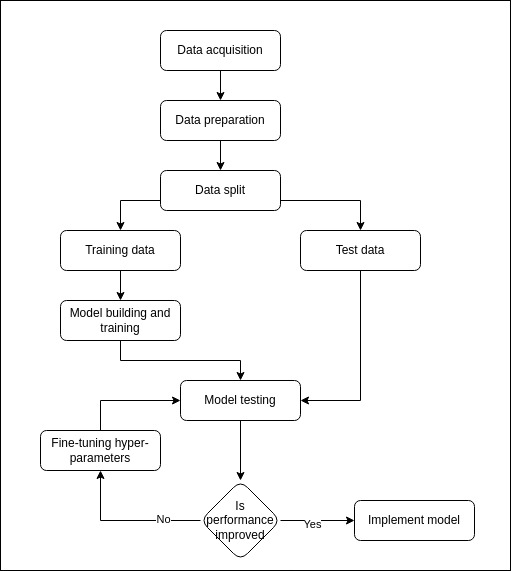 Data acquisition
Data preparation
Data split
Training data
Test data
Model building and
training
Model testing
Fine-tuning hyper-
parameters
Is
performance
improved
No
Yes
Implement model